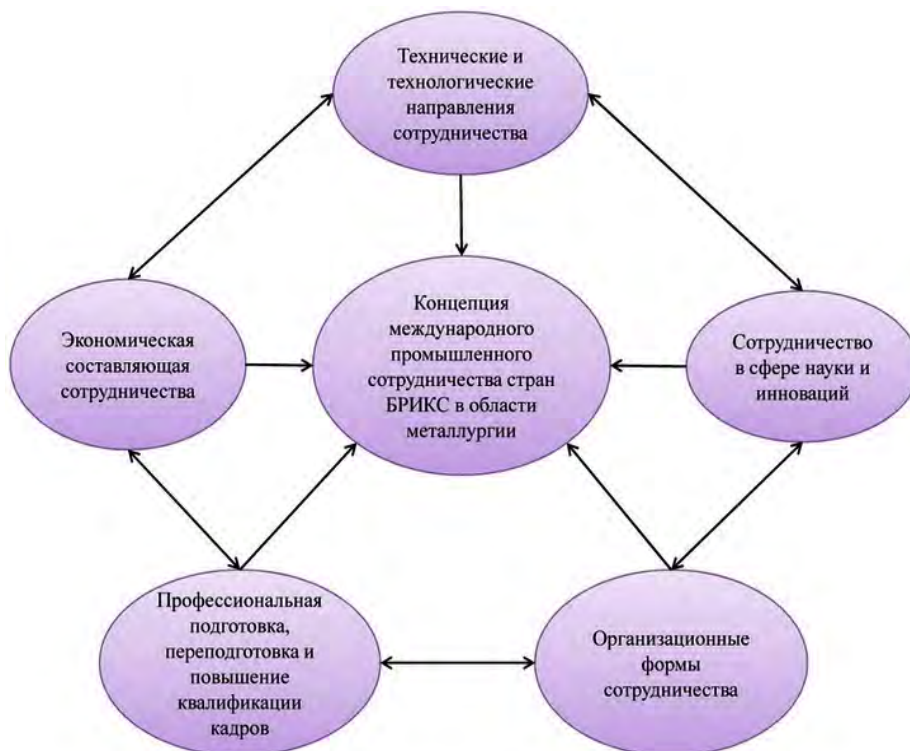 Технические и
технологические
направления
сотрудничества
Экономическая
составляющая
сотрудничества
Концепция
международного
промышленного
сотрудничества стран
БРИКС в области
металлургии
Сотрудничество
в сфере науки и
инноваций
Профессиональная
подготовка,
переподготовка и
повышение
квалификации
кадров
Организационные
формы
сотрудничества